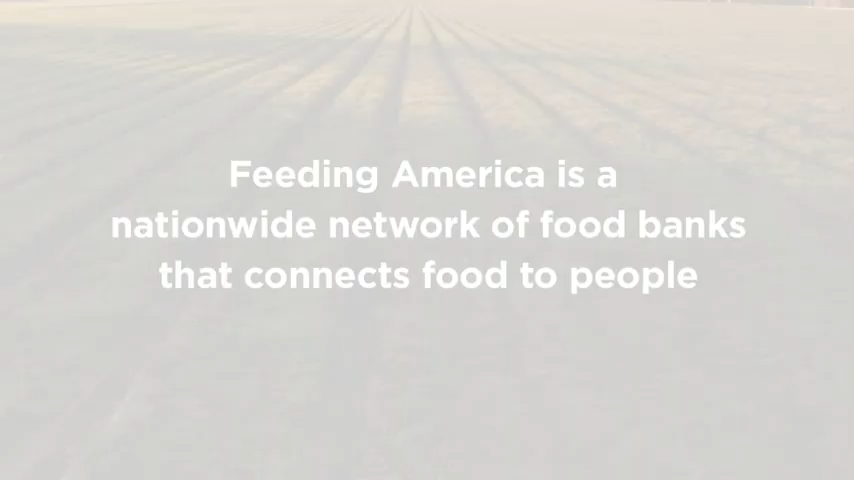 Feeding America is a
nationwide network of food banks
that connects food to people